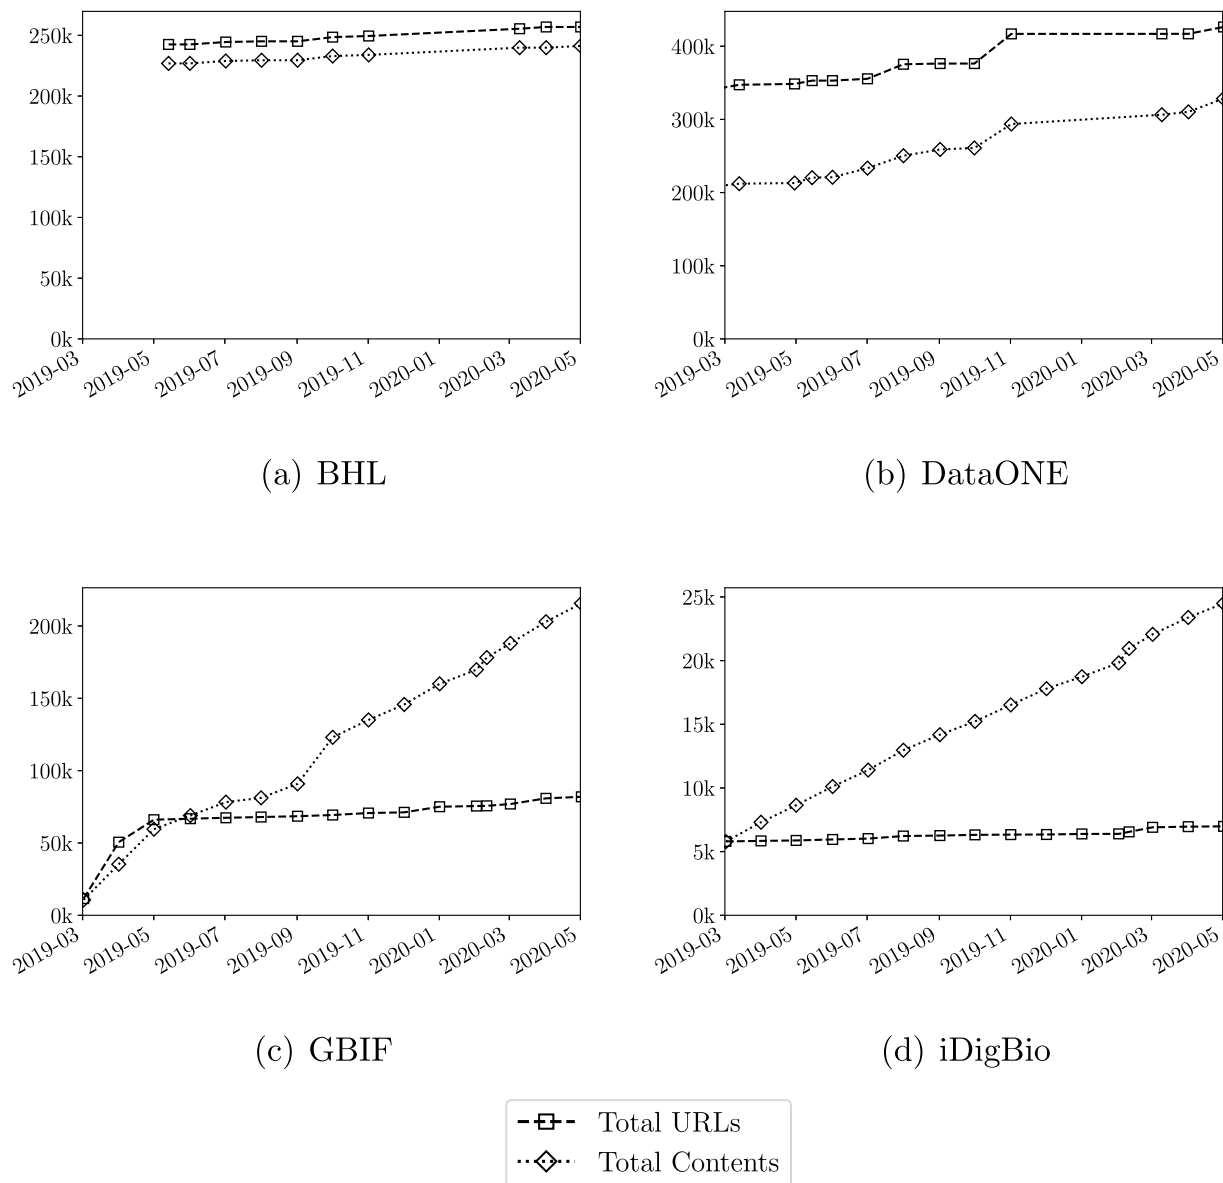 250k
200k
150k
100k
50k
0k
2019-03 2019-05 2019-07 2019-09 2019-11 2020-01 2020-03 2020-05
(a) BHL
400k
300k
200k
100k
0k
2019-03 2019-05 2019-07 2019-09 2019-11 2020-01 2020-03 2020-05
(b) DataONE
200k
150k
100k
50k
0k
2019-03 2019-05 2019-07 2019-09 2019-11 2020-01 2020-03 2020-05
(c) GBIF
25k
20k
15k
10k
5k
0k
2019-03 2019-05 2019-07 2019-09 2019-11 2020-01 2020-03 2020-05
(d) iDigBio
Total URLs
Total Contents